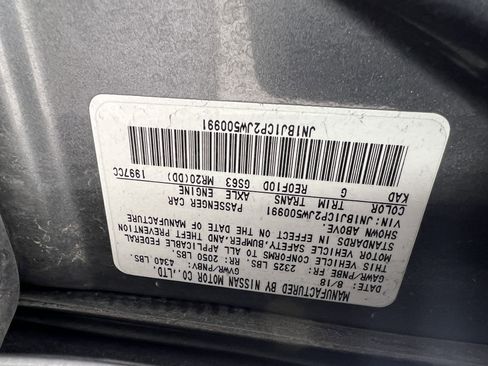 MANUFACTURED BY NISSAN MOTOR CO.,LTD.
DATE: 8/18 GVWR/PNBV: 4343 LBS.
GAWR/PNBE FR: 2325 LBS. RR: 2050 LBS.
THIS VEHICLE CONFORMS TO ALL APPLICABLE FEDERAL
MOTOR VEHICLE SAFETY,BUMPER,AND THEFT PREVENTION
STANDARDS IN EFFECT ON THE DATE OF MANUFACTURE
SHOWN ABOVE.
VIN:JN1BJ1CP2JW500991 PASSENGER CAR
COLOR TRIM TRANS AXLE ENGINE
KAD G RE0F10D GS63 MR20(DD) 1997CC
JN1BJ1CP2JW500991